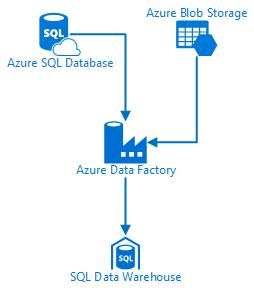 Azure Blob Storage
SQL
Azure SQL Database
Azure Data Factory
SQL
SQL Data Warehouse